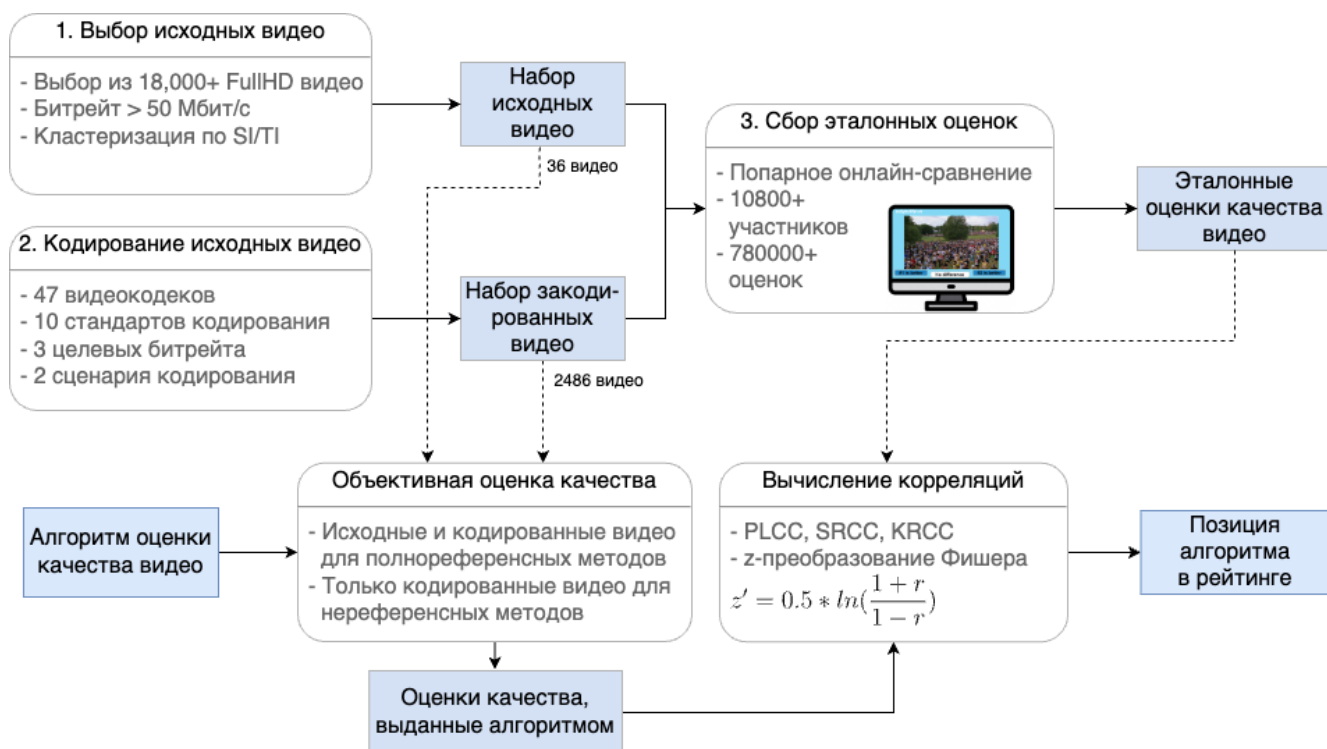 1. Выбор исходных видео
- Выбор из 18,000+ FullHD видео
- Битрейт > 50 Мбит/с
- Кластеризация по SI/TI
Набор
исходных
видео
36 видео
2. Кодирование исходных видео
- 47 видеокодеков
- 10 стандартов кодирования
- 3 целевых битрейта
- 2 сценария кодирования
Набор закоди-
рованных
видео
2486 видео
3. Сбор эталонных оценок
- Попарное онлайн-сравнение
- 10800+
участников
- 780000+
оценок
Эталонные
оценки качества
видео
Алгоритм оценки
качества видео
Объективная оценка качества
- Исходные и кодированные видео
для полнореференсных методов
- Только кодированные видео для
нереференсных методов
Оценки качества,
выданные алгоритмом
Вычисление корреляций
- PLCC, SRCC, KRCC
- z-преобразование Фишера
z' = 0.5 * ln(\frac{1 + r}{1 - r})
Позиция
алгоритма
в рейтинге